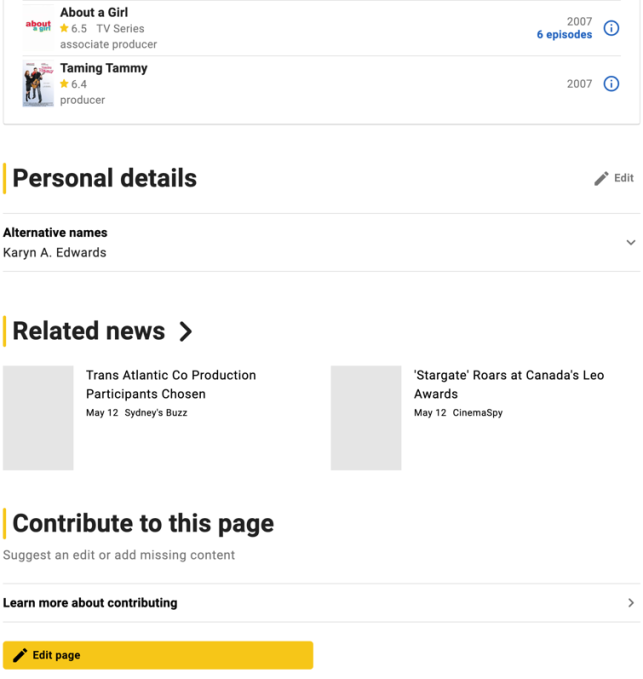 about
a girl
About a Girl
6.5 TV Series
associate producer
2007
6 episodes
Taming Tammy
6.4
producer
2007
Personal details
Edit
Alternative names
Karyn A. Edwards
Related news
Trans Atlantic Co Production
Participants Chosen
May 12 Sydney's Buzz
'Stargate' Roars at Canada's Leo
Awards
May 12 CinemaSpy
Contribute to this page
Suggest an edit or add missing content
Learn more about contributing
Edit page